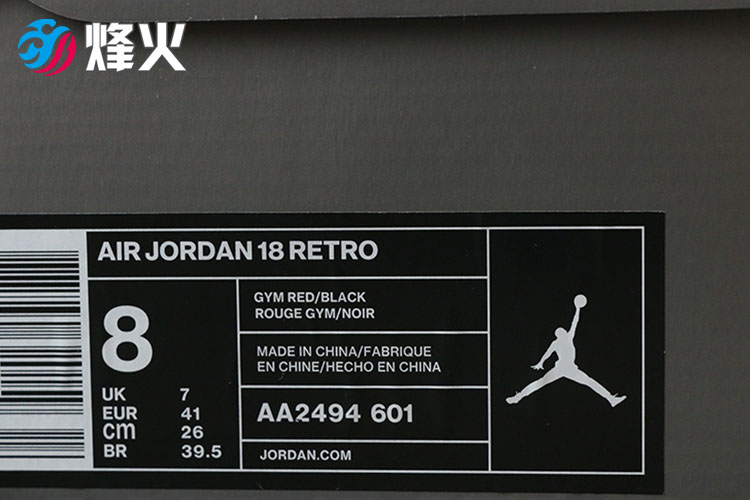 烽火
AIR JORDAN 18 RETRO
8
UK 7
EUR 41
cm 26
BR 39.5
GYM RED/BLACK
ROUGE GYM/NOIR
MADE IN CHINA/FABRIQUE
EN CHINE/HECHO EN CHINA
AA2494 601
JORDAN.COM